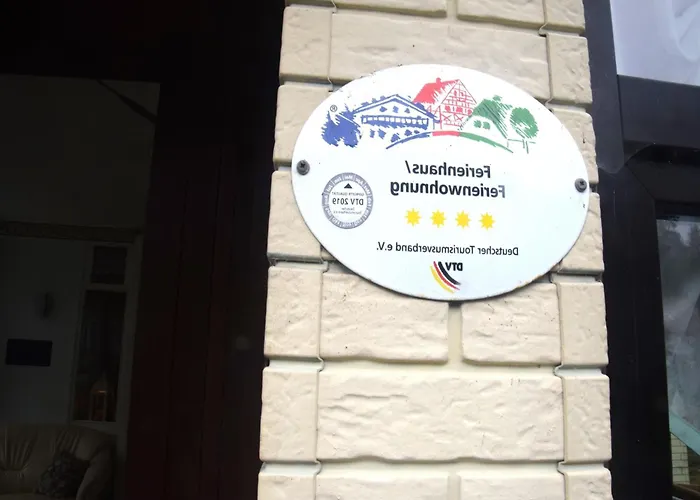 ®
Ferienhaus/
Ferienwohnung
DTV 2019
Deutscher Tourismusverband e.V.
DTV